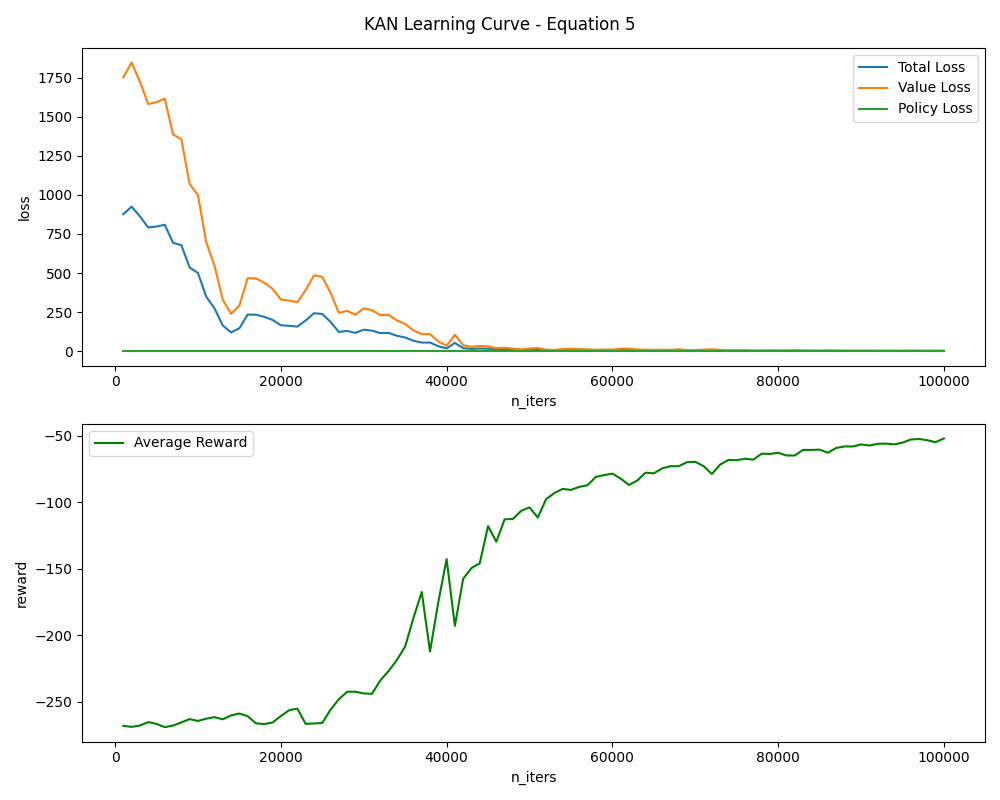 KAN Learning Curve - Equation 5
1750
1500
1250
1000
750
500
250
0
loss
Total Loss
Value Loss
Policy Loss
0 20000 40000 60000 80000 100000
n_iters
−50
−100
−150
−200
−250
reward
Average Reward
0 20000 40000 60000 80000 100000
n_iters